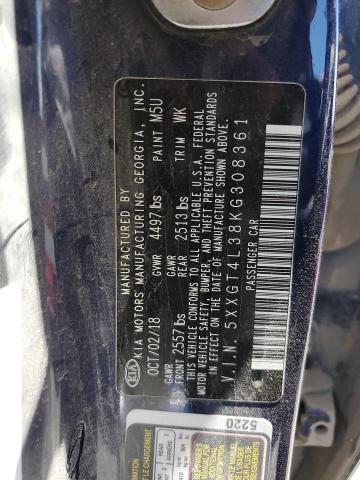 KIA
MANUFACTURED BY
KIA MOTORS MANUFACTURING GEORGIA, INC.
OCT/02/18 GVWR 4497 lbs PAINT M5U
GAWR GAWR
FRONT 2557 lbs REAR 2513 lbs TRIM WK
THIS VEHICLE CONFORMS TO ALL APPLICABLE U.S.A. FEDERAL
MOTOR VEHICLE SAFETY, BUMPER, AND THEFT PREVENTION STANDARDS
IN EFFECT ON THE DATE OF MANUFACTURE SHOWN ABOVE.
V.I.N. 5XXGT4L38KG308361
PASSENGER CAR
5220